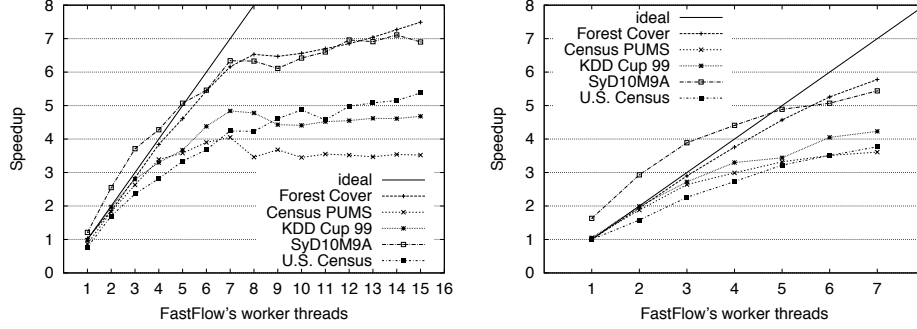 8
7
6
5
4
3
2
1
0
Speedup
ideal
Forest Cover
Census PUMS
KDD Cup 99
SyD10M9A
U.S. Census
1 2 3 4 5 6 7 8 9 10 11 12 13 14 15 16
FastFlow's worker threads
8
7
6
5
4
3
2
1
0
Speedup
ideal
Forest Cover
Census PUMS
KDD Cup 99
SyD10M9A
U.S. Census
1 2 3 4 5 6 7
FastFlow's worker threads